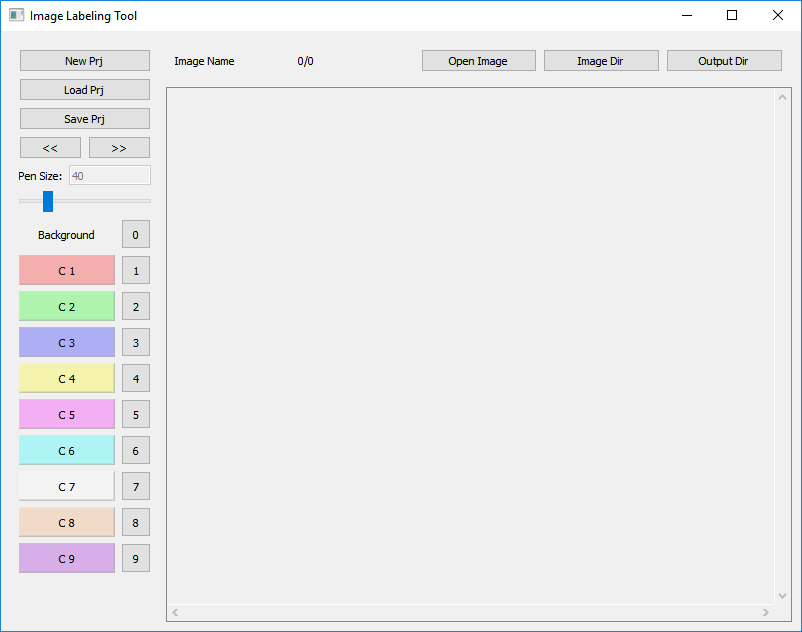 Image Labeling Tool
New Prj
Image Name 0/0 Open Image Image Dir Output Dir
Load Prj
Save Prj
<< >>
Pen Size: 40
Background 0
C 1 1
C 2 2
C 3 3
C 4 4
C 5 5
C 6 6
C 7 7
C 8 8
C 9 9